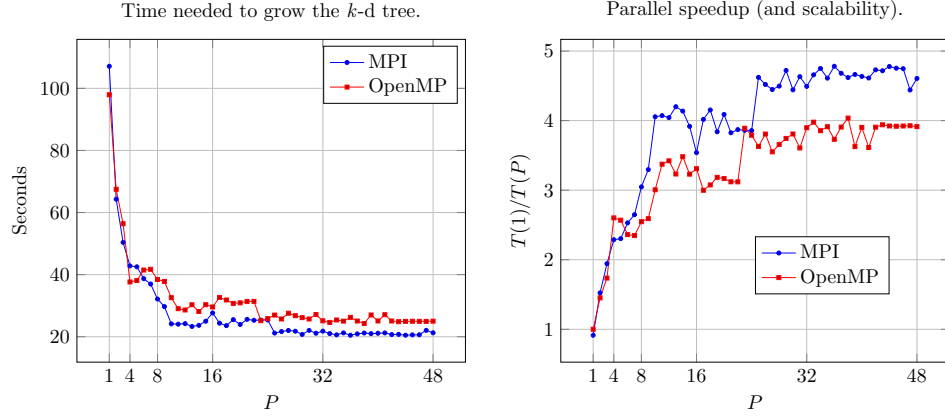 Time needed to grow the k-d tree.
Seconds
100
80
60
40
20
1 4 8 16 32 48
P
MPI
OpenMP
Parallel speedup (and scalability).
T(1)/T(P)
5
4
3
2
1
1 4 8 16 32 48
P
MPI
OpenMP